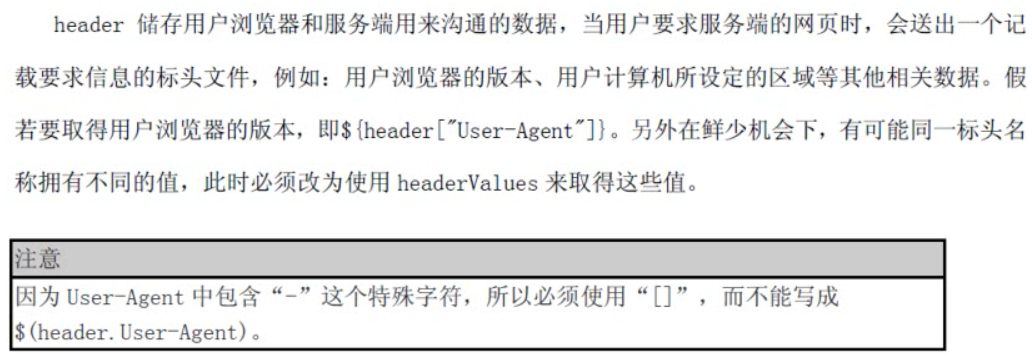 header 储存用户浏览器和服务端用来沟通的数据，当用户要求服务端的网页时，会送出一个记
载要求信息的标头文件，例如：用户浏览器的版本、用户计算机所设定的区域等其他相关数据。假
若要取得用户浏览器的版本，即${header["User-Agent"]}。另外在鲜少机会下，有可能同一标头名
称拥有不同的值，此时必须改为使用 headerValues 来取得这些值。
注意
因为 User-Agent 中包含“-”这个特殊字符，所以必须使用“[]”，而不能写成
$(header.User-Agent)。